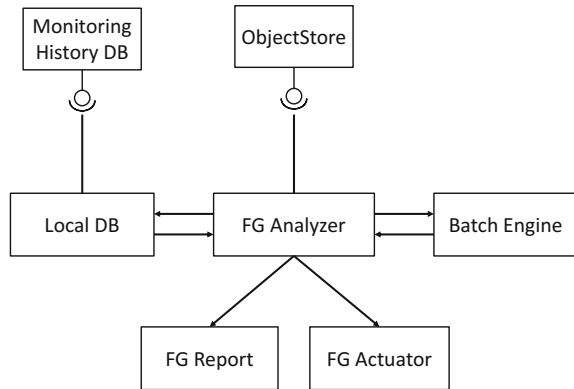 Monitoring
History DB
ObjectStore
Local DB
FG Analyzer
Batch Engine
FG Report
FG Actuator